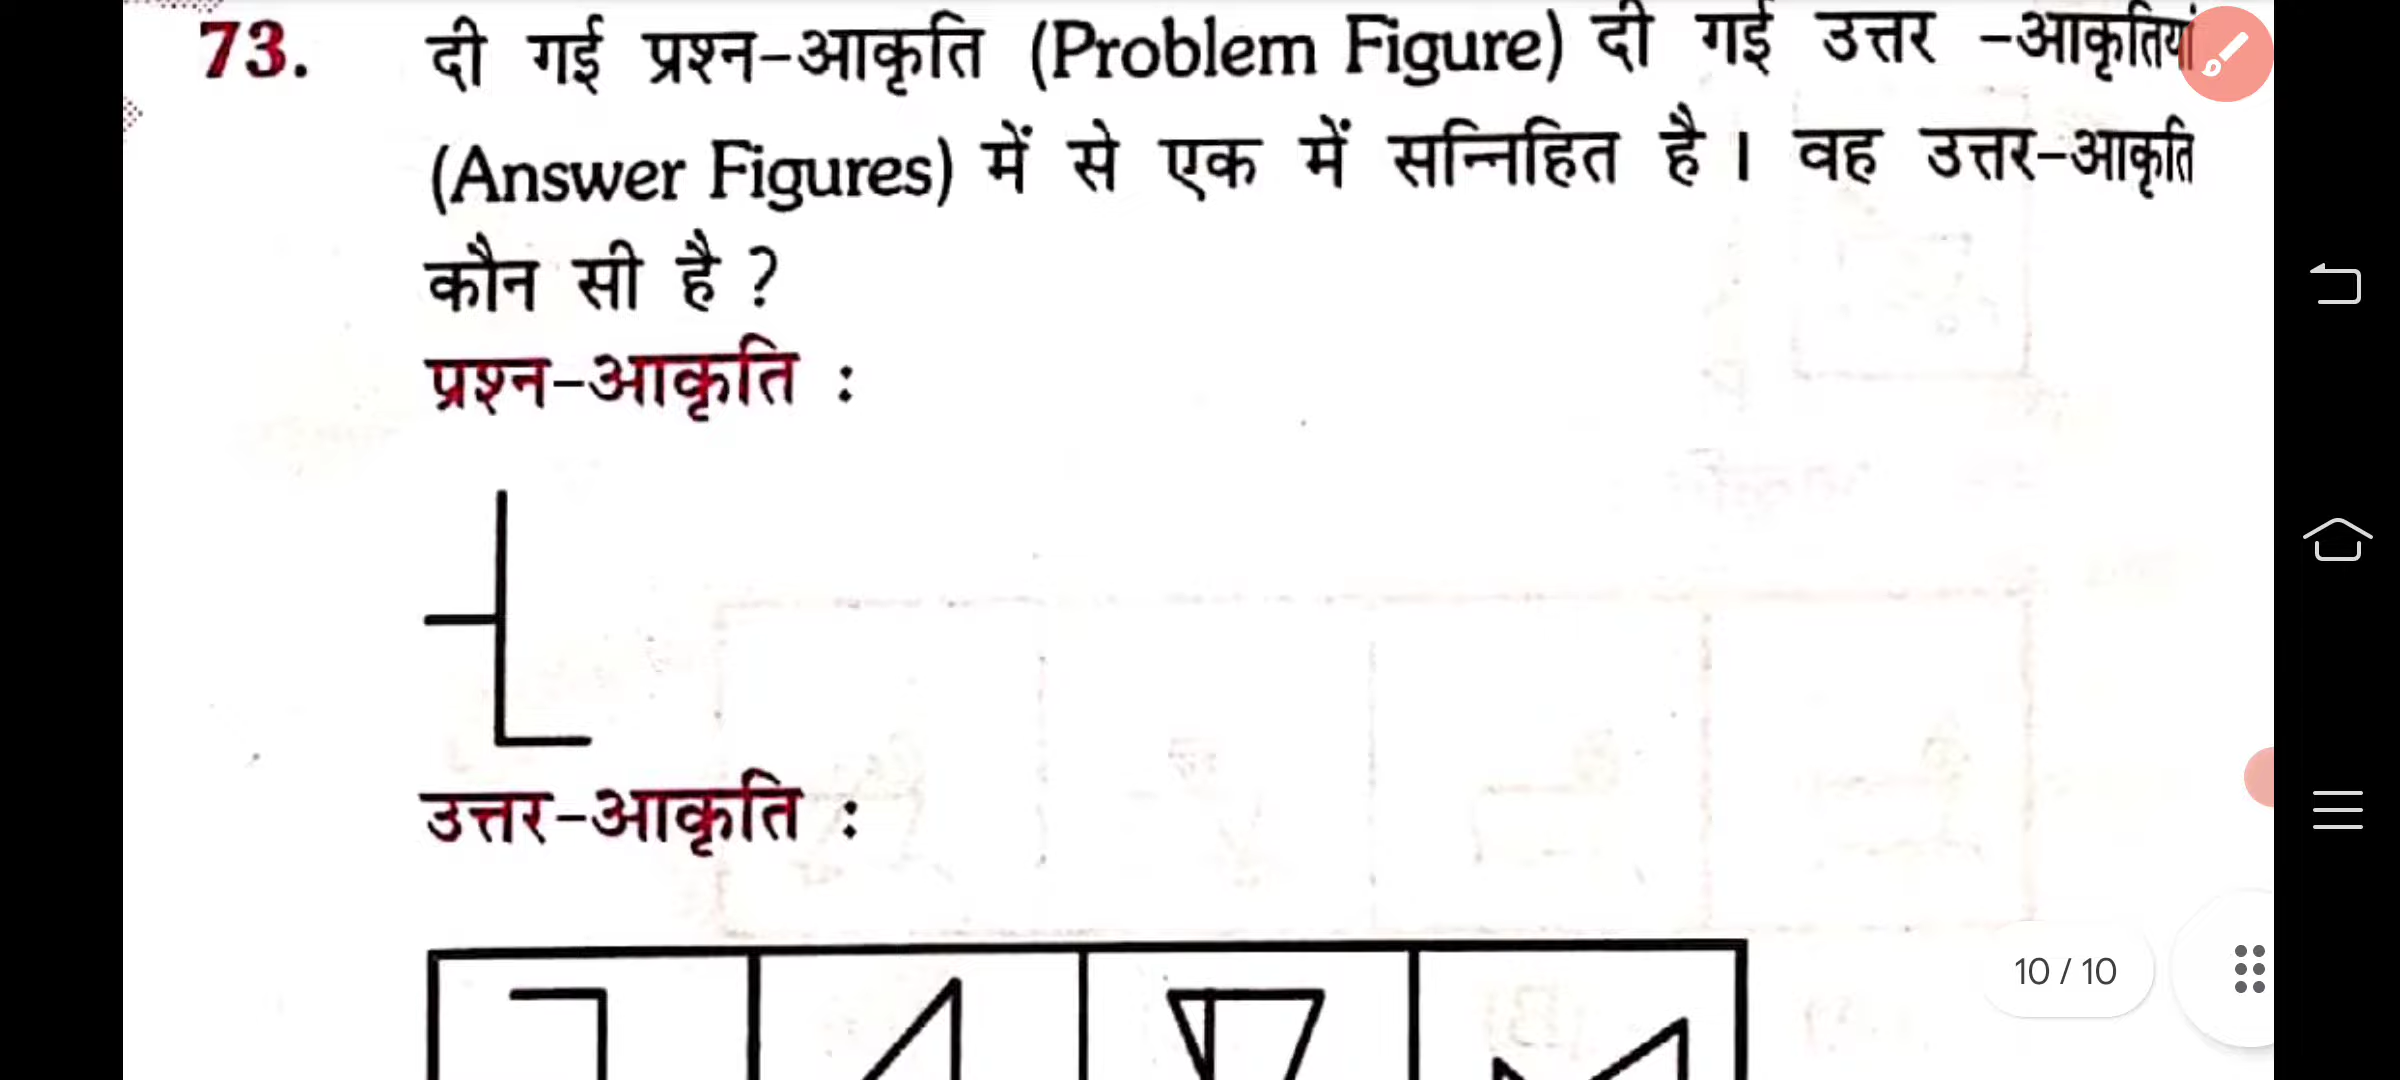 73. दी गई प्रश्न-आकृति (Problem Figure) दी गई उत्तर -आकृतियां
(Answer Figures) में से एक में सन्निहित है। वह उत्तर-आकृति
कौन सी है ?
प्रश्न-आकृति :
उत्तर-आकृति :
10 / 10